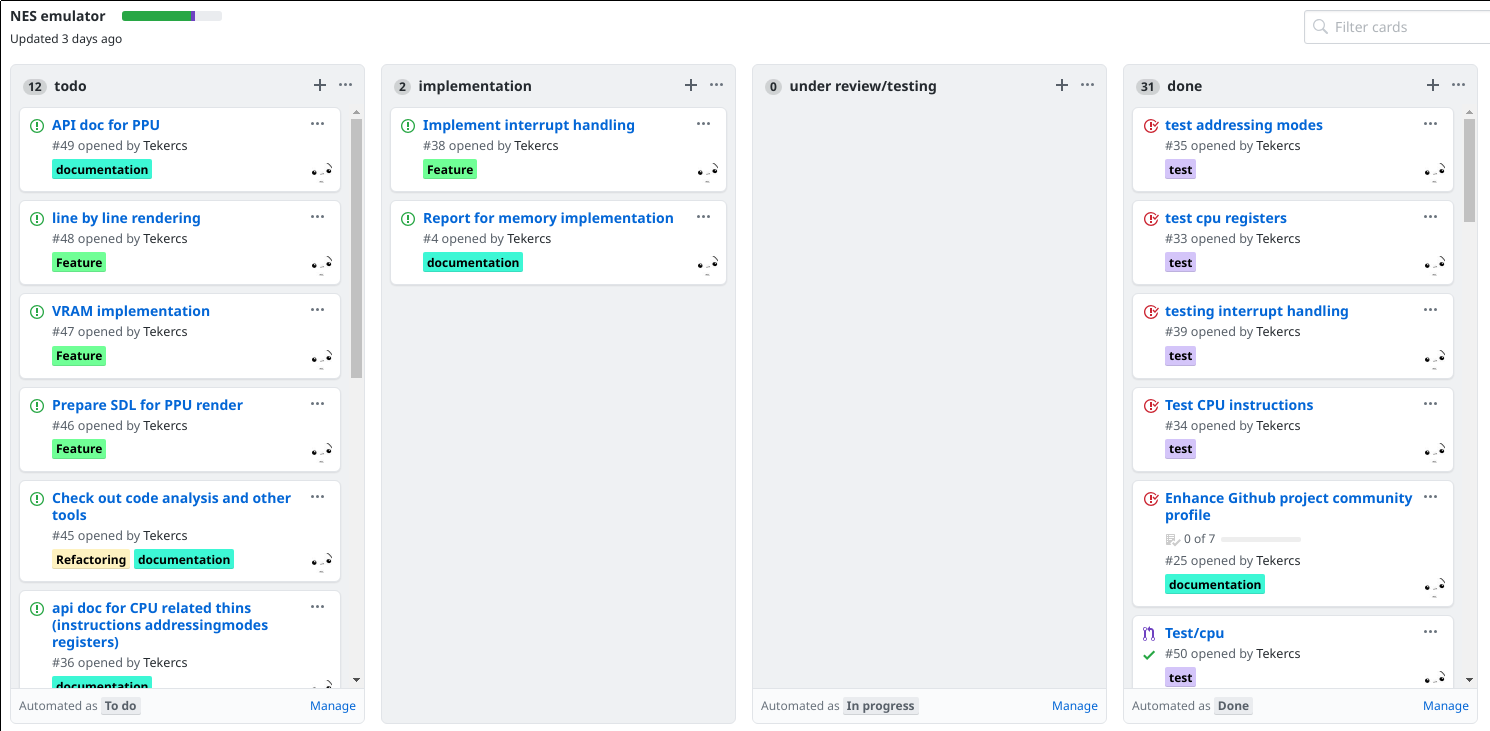 NES emulator
Updated 3 days ago
Filter cards
12 todo
API doc for PPU
#49 opened by Tekercs
documentation
line by line rendering
#48 opened by Tekercs
Feature
VRAM implementation
#47 opened by Tekercs
Feature
Prepare SDL for PPU render
#46 opened by Tekercs
Feature
Check out code analysis and other
tools
#45 opened by Tekercs
Refactoring documentation
api doc for CPU related thins
(instructions addressingmodes
registers)
#36 opened by Tekercs
documentation
Automated as To do Manage
2 implementation
Implement interrupt handling
#38 opened by Tekercs
Feature
Report for memory implementation
#4 opened by Tekercs
documentation
0 under review/testing
Automated as In progress Manage
31 done
test addressing modes
#35 opened by Tekercs
test
test cpu registers
#33 opened by Tekercs
test
testing interrupt handling
#39 opened by Tekercs
test
Test CPU instructions
#34 opened by Tekercs
test
Enhance Github project community
profile
0 of 7
#25 opened by Tekercs
documentation
Test/cpu
#50 opened by Tekercs
test
Automated as Done Manage